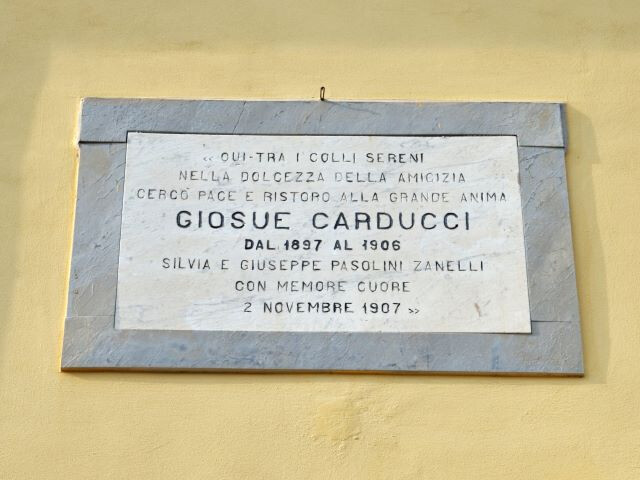 « QUI-TRA I COLLI SERENI
NELLA DOLCEZZA DELLA AMICIZIA
CERCÒ PACE E RISTORO ALLA GRANDE ANIMA
GIOSUE CARDUCCI
DAL 1897 AL 1906
SILVIA E GIUSEPPE PASOLINI ZANELLI
CON MEMORE CUORE
2 NOVEMBRE 1907 »